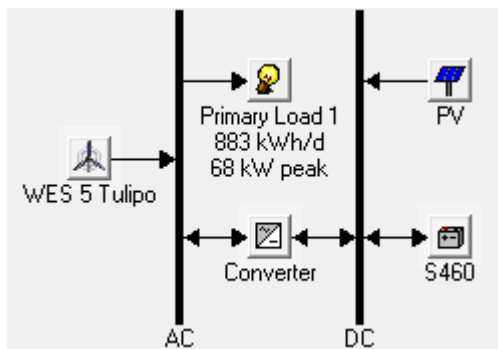 Primary Load 1
883 kWh/d
68 kW peak
PV
WES 5 Tulipo
Converter
S460
AC
DC